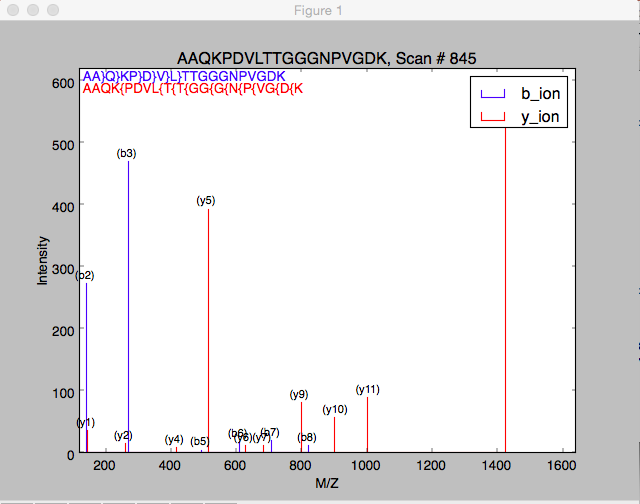 Figure 1
AAQKPDVLTTGGGNPVGDK, Scan # 845
AA}Q}KP}D}V}L}TTGGGNPVGDK
AAQK{PDVL{T{T{GG{G{N{P{VG{D{K
b_ion
y_ion
600
500
400
300
200
100
0
Intensity
(b2)
(b3)
(y1)
(y2)
(y4)
(b5)
(y5)
(b6)
(y6)
(y7)
(b7)
(b8)
(y9)
(y10)
(y11)
200
400
600
800
1000
1200
1400
1600
M/Z